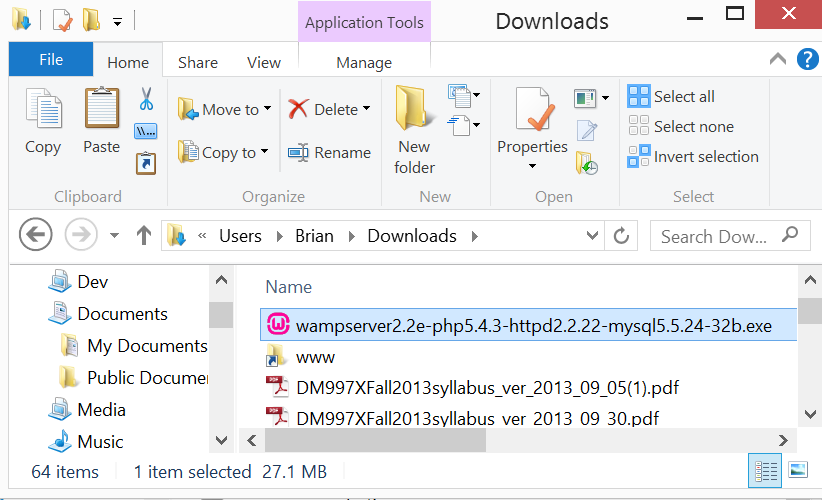 Application Tools
Downloads
File
Home
Share
View
Manage
Copy
Paste
Move to
Copy to
Delete
Rename
New
folder
Properties
Select all
Select none
Invert selection
Clipboard
Organize
New
Open
Select
« Users Brian Downloads
Search Dow...
Dev
Documents
My Documents
Public Documen
Media
Music
Name
wampserver2.2e-php5.4.3-httpd2.2.22-mysql5.5.24-32b.exe
www
DM997XFall2013syllabus_ver_2013_09_05(1).pdf
DM997XFall2013syllabus_ver_2013_09_30.pdf
64 items
1 item selected 27.1 MB